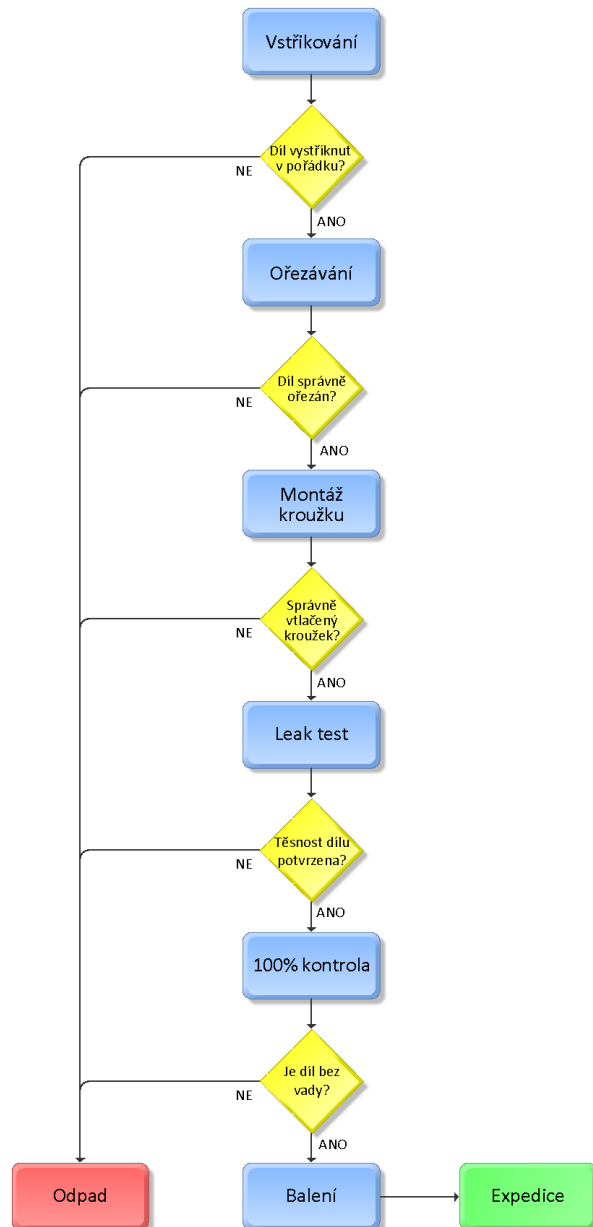 Vstřikování
Díl vystříknut
v pořádku?
NE
ANO
Ořezávání
Díl správně
ořezán?
NE
ANO
Montáž
kroužku
Správně
vtlačený
kroužek?
NE
ANO
Leak test
Těsnost dílu
potvrzena?
NE
ANO
100% kontrola
Je díl bez
vady?
NE
ANO
Odpad
Balení
Expedice